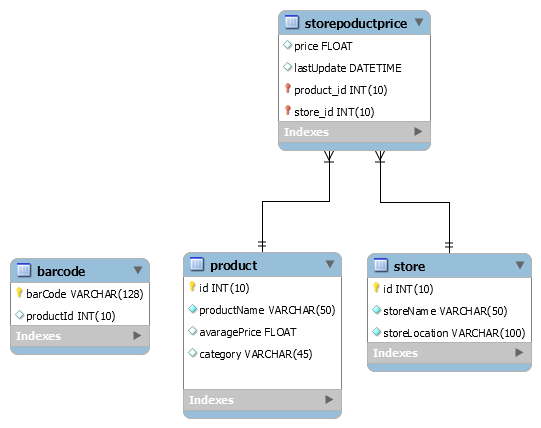 storepoductprice
price FLOAT
lastUpdate DATETIME
product_id INT(10)
store_id INT(10)
Indexes
barcode
barCode VARCHAR(128)
productId INT(10)
Indexes
product
id INT(10)
productName VARCHAR(50)
avaragePrice FLOAT
category VARCHAR(45)
Indexes
store
id INT(10)
storeName VARCHAR(50)
storeLocation VARCHAR(100)
Indexes